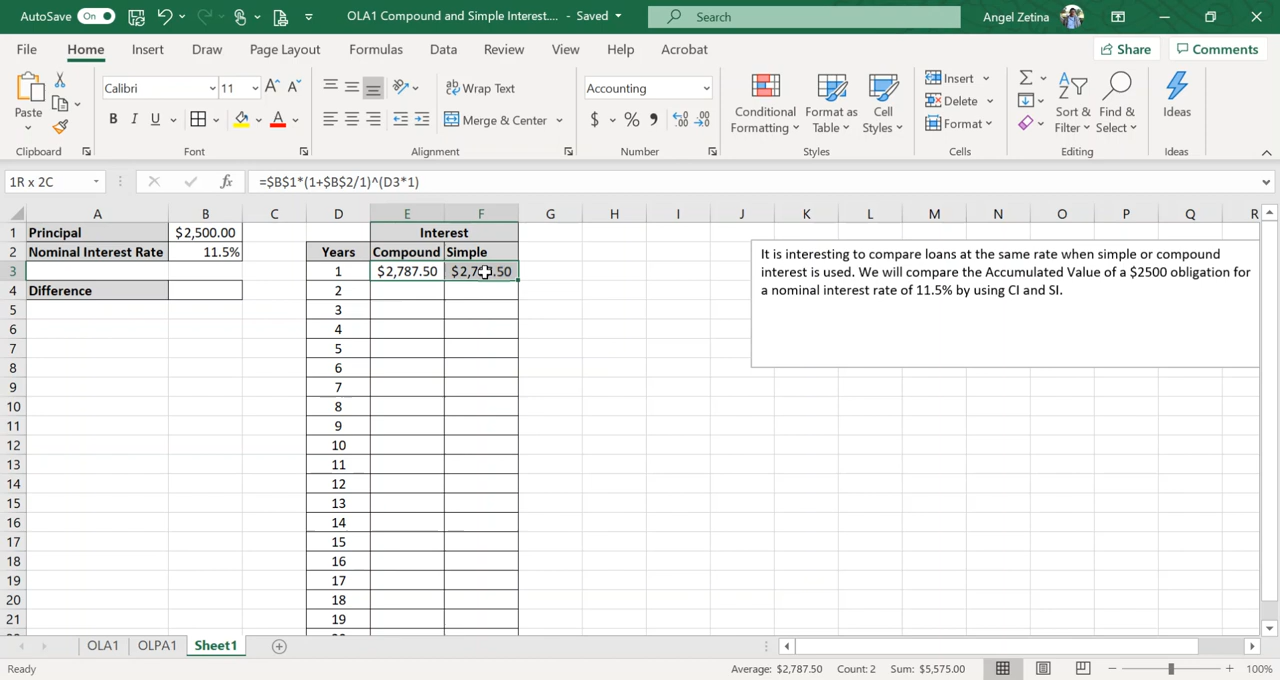 AutoSave On OLA1 Compound and Simple Interest.... - Saved Search Angel Zetina
File Home Insert Draw Page Layout Formulas Data Review View Help Acrobat Share Comments
Paste Calibri 11 Wrap Text Accounting Conditional Formatting Format as Table Cell Styles Insert Sort & Filter Find & Select Ideas
B I U Merge & Center $ % , Delete
Format
Clipboard Font Alignment Number Styles Cells Editing Ideas
1R x 2C fx =$B$1*(1+$B$2/1)^(D3*1)
A B C D E F G H I J K L M N O P Q R
1 Principal $2,500.00 Interest
2 Nominal Interest Rate 11.5% Years Compound Simple
3 1 $2,787.50
4 Difference 2
5 3
6 4
7 5
8 6
9 7
10 8
11 9
12 10
13 11
14 12
15 13
16 14
17 15
18 16
19 17
20 18
21 19
It is interesting to compare loans at the same rate when simple or compound
interest is used. We will compare the Accumulated Value of a $2500 obligation for
a nominal interest rate of 11.5% by using CI and SI.
OLA1 OLPA1 Sheet1
Ready Average: $2,787.50 Count: 2 Sum: $5,575.00 100%